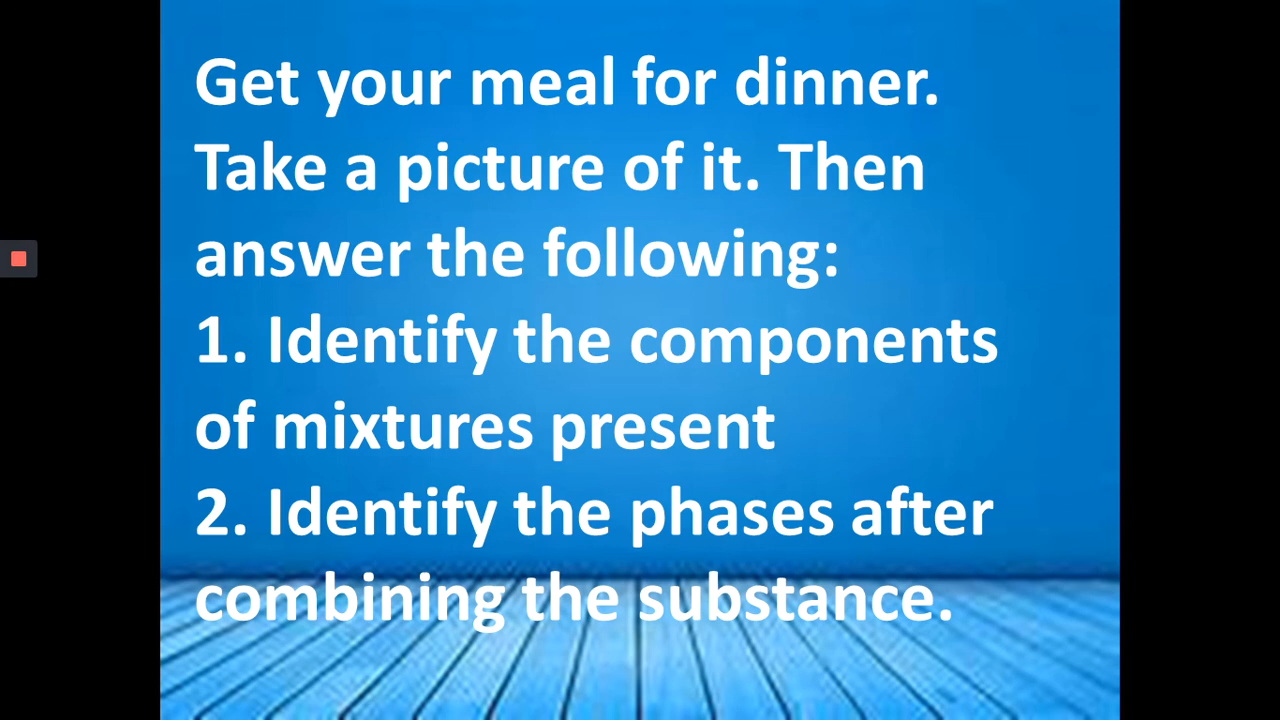 Get your meal for dinner.
Take a picture of it. Then
answer the following:
1. Identify the components
of mixtures present
2. Identify the phases after
combining the substance.